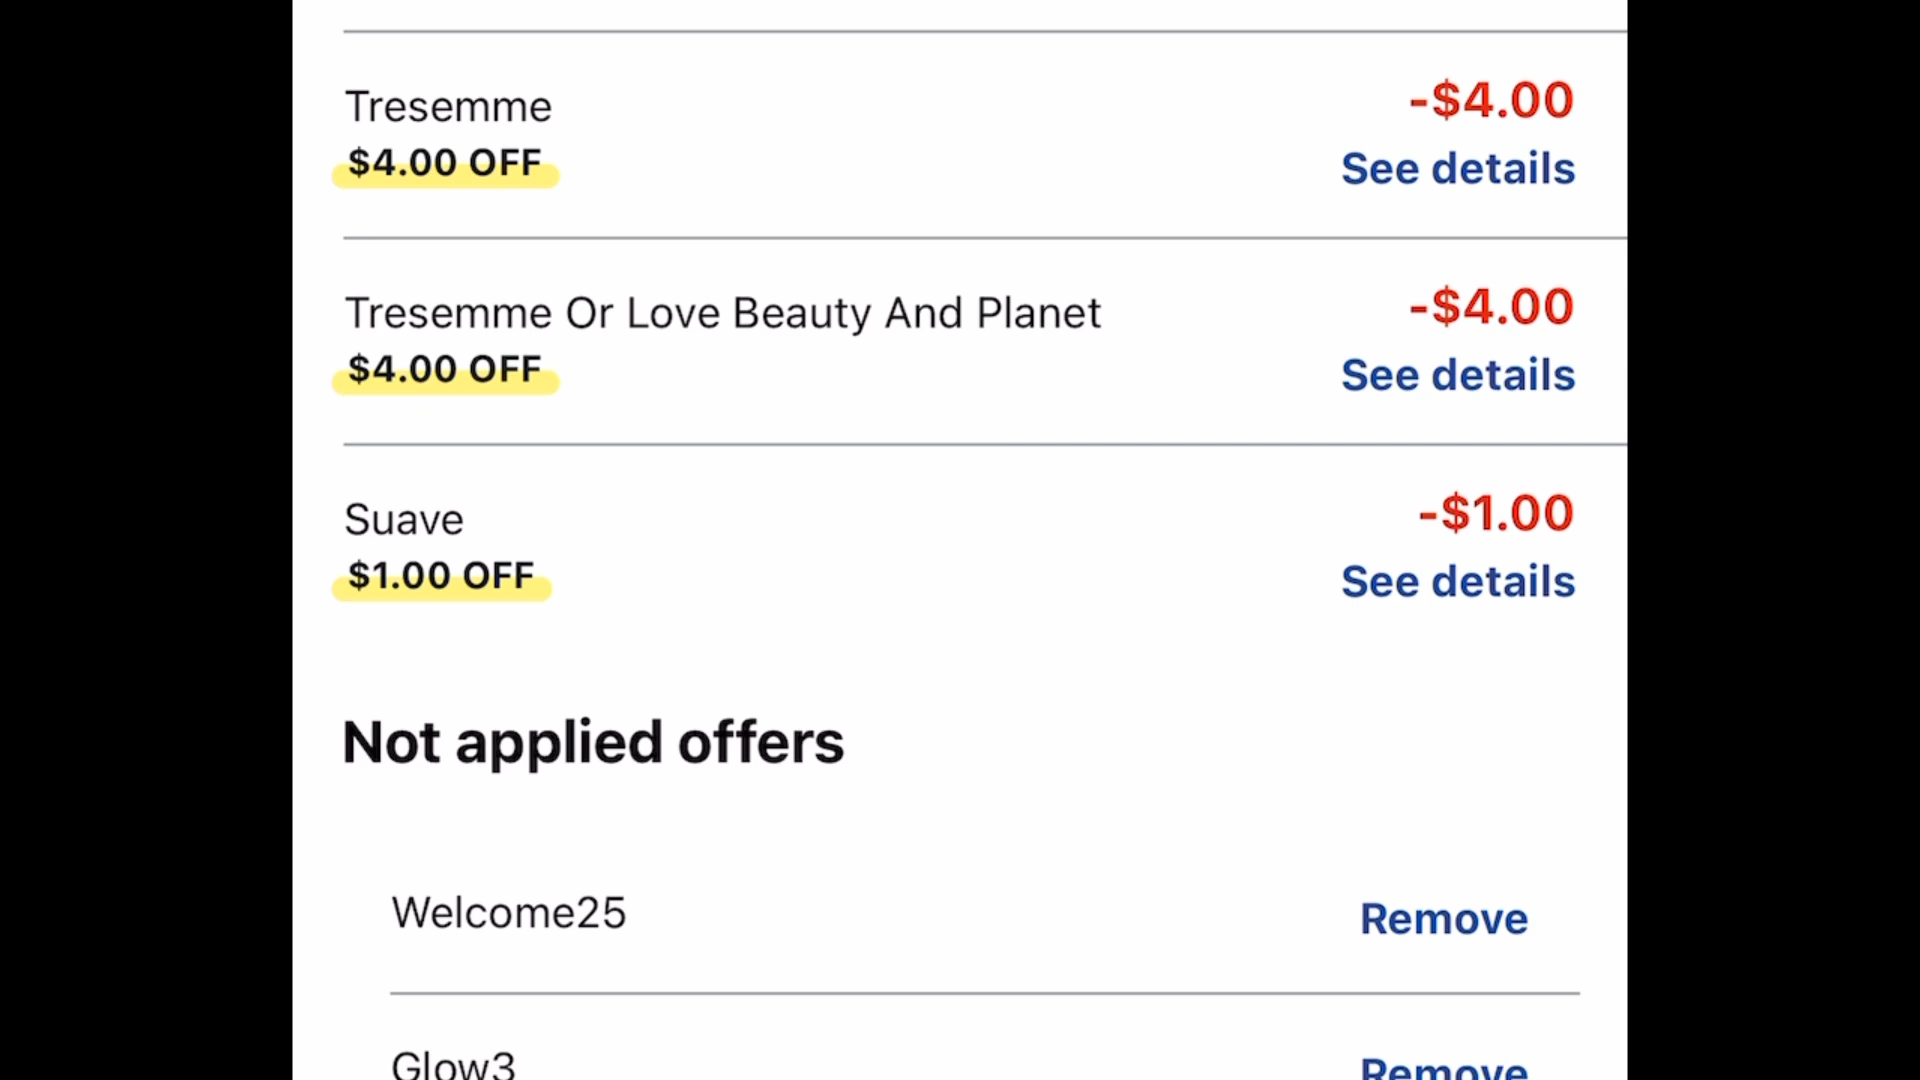 Tresemme
-$4.00
$4.00 OFF
See details
Tresemme Or Love Beauty And Planet
-$4.00
$4.00 OFF
See details
Suave
-$1.00
$1.00 OFF
See details
Not applied offers
Welcome25
Remove
Glow3
Remove